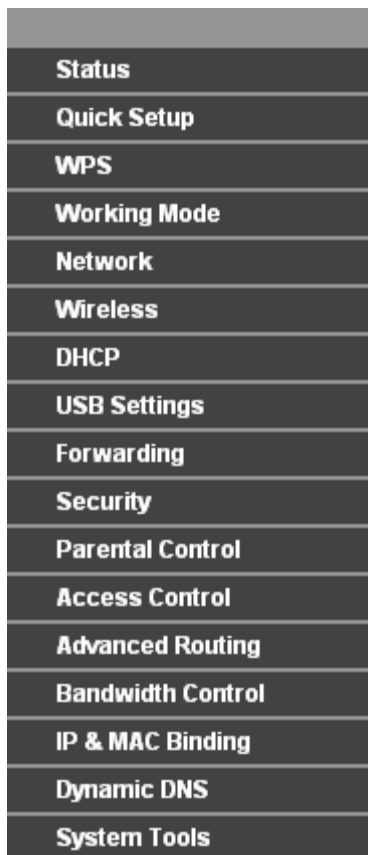 Status
Quick Setup
WPS
Working Mode
Network
Wireless
DHCP
USB Settings
Forwarding
Security
Parental Control
Access Control
Advanced Routing
Bandwidth Control
IP & MAC Binding
Dynamic DNS
System Tools